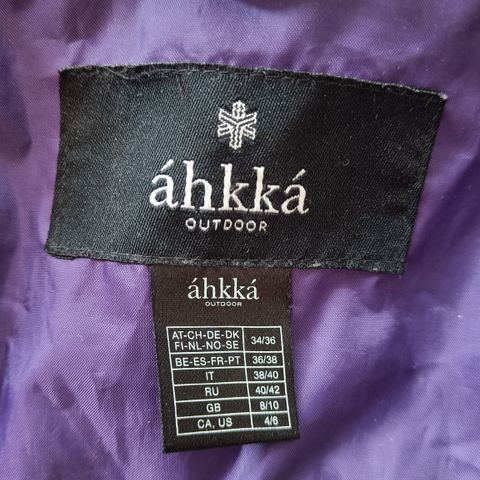 áhkká
OUTDOOR
áhkká
OUTDOOR
AT-CH-DE-DK
FI-NL-NO-SE 34/36
BE-ES-FR-PT 36/38
IT 38/40
RU 40/42
GB 8/10
CA, US 4/6